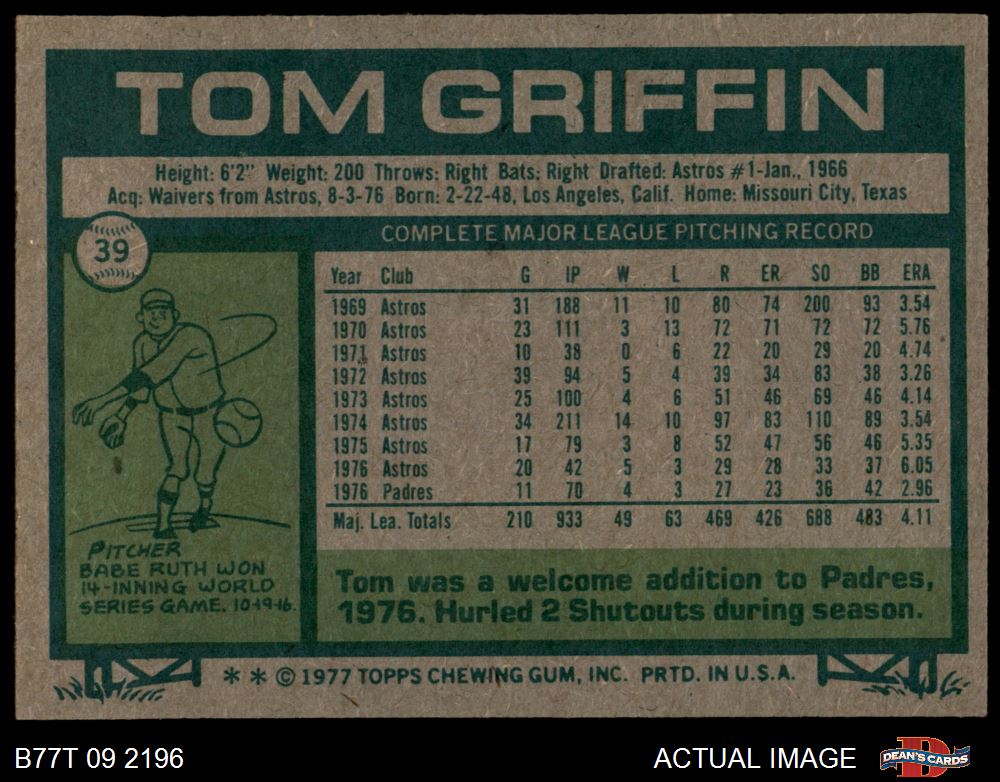 TOM GRIFFIN
Height: 6'2" Weight: 200 Throws: Right Bats: Right Drafted: Astros #1-Jan., 1966
Acq: Waivers from Astros, 8-3-76 Born: 2-22-48, Los Angeles, Calif. Home: Missouri City, Texas
39
COMPLETE MAJOR LEAGUE PITCHING RECORD
Year Club G IP W L R ER SO BB ERA
1969 Astros 31 188 11 10 80 74 200 93 3.54
1970 Astros 23 111 3 13 72 71 72 72 5.76
1971 Astros 10 38 0 6 22 20 29 20 4.74
1972 Astros 39 94 5 4 39 34 83 38 3.26
1973 Astros 25 100 4 6 51 46 69 46 4.14
1974 Astros 34 211 14 10 97 83 110 89 3.54
1975 Astros 17 79 3 8 52 47 56 46 5.35
1976 Astros 20 42 5 3 29 28 33 37 6.05
1976 Padres 11 70 4 3 27 23 36 42 2.96
Maj. Lea. Totals 210 933 49 63 469 426 688 483 4.11
PITCHER
BABE RUTH WON
14-INNING WORLD
SERIES GAME. 10-19-16.
Tom was a welcome addition to Padres,
1976. Hurled 2 Shutouts during season.
* * © 1977 TOPPS CHEWING GUM, INC. PRTD. IN U.S.A.
B77T 09 2196
ACTUAL IMAGE
D
DEAN'S CARDS